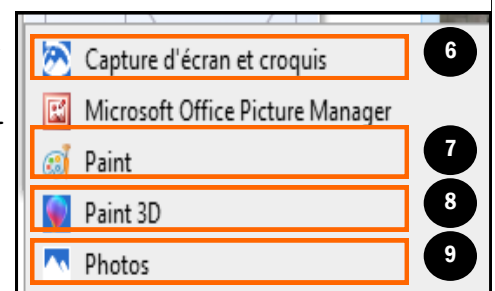 Capture d'écran et croquis 6
Microsoft Office Picture Manager
Paint 7
Paint 3D 8
Photos 9